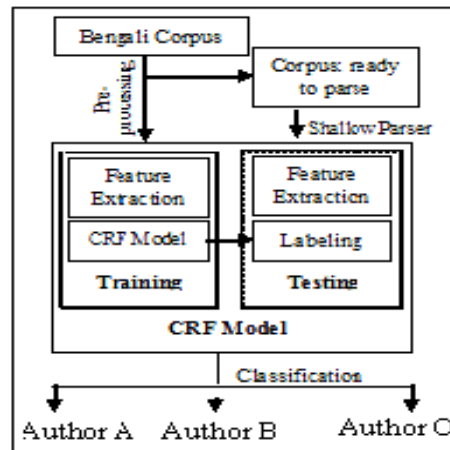 Bengali Corpus
Pre-
processing
Corpus: ready
to parse
Shallow Parser
Feature
Extraction
CRF Model
Training
Feature
Extraction
Labeling
Testing
CRF Model
Classification
Author A
Author B
Author O